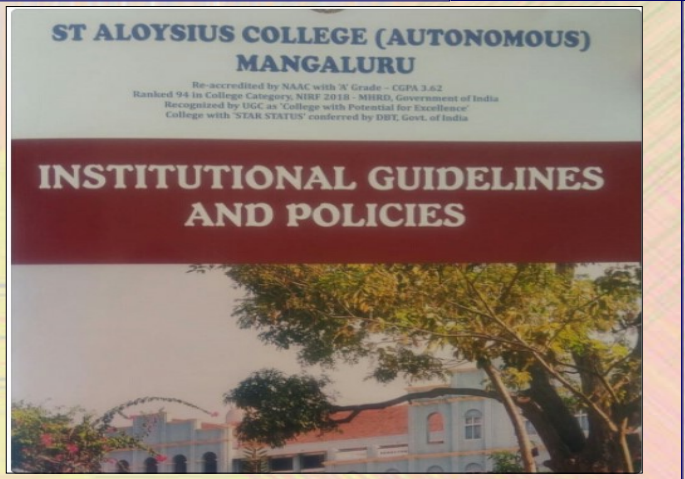 ST ALOYSIUS COLLEGE (AUTONOMOUS)
MANGALURU
Re-accredited by NAAC with 'A' Grade – CGPA 3.62
Ranked 94 in College Category, NIRF 2018 - MHRD, Government of India
Recognized by UGC as 'College with Potential for Excellence'
College with 'STAR STATUS' conferred by DBT, Govt. of India
INSTITUTIONAL GUIDELINES
AND POLICIES